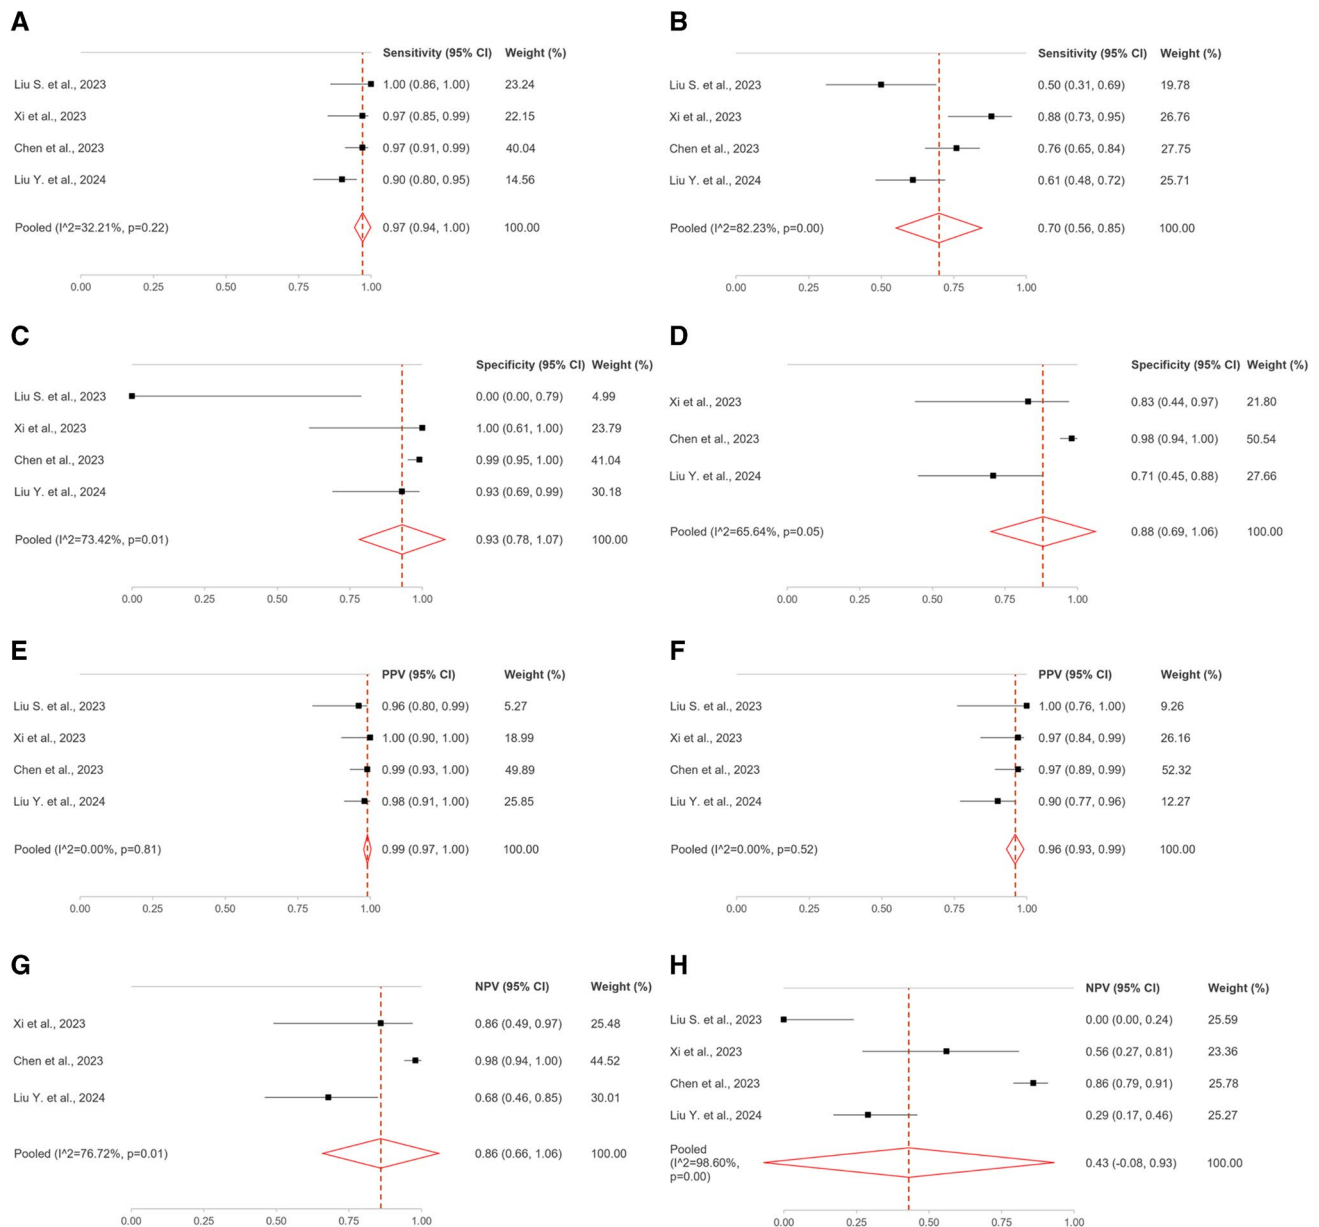 A
Sensitivity (95% CI) Weight (%)
Liu S. et al., 2023 1.00 (0.86, 1.00) 23.24
Xi et al., 2023 0.97 (0.85, 0.99) 22.15
Chen et al., 2023 0.97 (0.91, 0.99) 40.04
Liu Y. et al., 2024 0.90 (0.80, 0.95) 14.56
Pooled (I^2=32.21%, p=0.22) 0.97 (0.94, 1.00) 100.00
0.00 0.25 0.50 0.75 1.00
B
Sensitivity (95% CI) Weight (%)
Liu S. et al., 2023 0.50 (0.31, 0.69) 19.78
Xi et al., 2023 0.88 (0.73, 0.95) 26.76
Chen et al., 2023 0.76 (0.65, 0.84) 27.75
Liu Y. et al., 2024 0.61 (0.48, 0.72) 25.71
Pooled (I^2=82.23%, p=0.00) 0.70 (0.56, 0.85) 100.00
0.00 0.25 0.50 0.75 1.00
C
Specificity (95% CI) Weight (%)
Liu S. et al., 2023 0.00 (0.00, 0.79) 4.99
Xi et al., 2023 1.00 (0.61, 1.00) 23.79
Chen et al., 2023 0.99 (0.95, 1.00) 41.04
Liu Y. et al., 2024 0.93 (0.69, 0.99) 30.18
Pooled (I^2=73.42%, p=0.01) 0.93 (0.78, 1.07) 100.00
0.00 0.25 0.50 0.75 1.00
D
Specificity (95% CI) Weight (%)
Xi et al., 2023 0.83 (0.44, 0.97) 21.80
Chen et al., 2023 0.98 (0.94, 1.00) 50.54
Liu Y. et al., 2024 0.71 (0.45, 0.88) 27.66
Pooled (I^2=65.64%, p=0.05) 0.88 (0.69, 1.06) 100.00
0.00 0.25 0.50 0.75 1.00
E
PPV (95% CI) Weight (%)
Liu S. et al., 2023 0.96 (0.80, 0.99) 5.27
Xi et al., 2023 1.00 (0.90, 1.00) 18.99
Chen et al., 2023 0.99 (0.93, 1.00) 49.89
Liu Y. et al., 2024 0.98 (0.91, 1.00) 25.85
Pooled (I^2=0.00%, p=0.81) 0.99 (0.97, 1.00) 100.00
0.00 0.25 0.50 0.75 1.00
F
PPV (95% CI) Weight (%)
Liu S. et al., 2023 1.00 (0.76, 1.00) 9.26
Xi et al., 2023 0.97 (0.84, 0.99) 26.16
Chen et al., 2023 0.97 (0.89, 0.99) 52.32
Liu Y. et al., 2024 0.90 (0.77, 0.96) 12.27
Pooled (I^2=0.00%, p=0.52) 0.96 (0.93, 0.99) 100.00
0.00 0.25 0.50 0.75 1.00
G
NPV (95% CI) Weight (%)
Xi et al., 2023 0.86 (0.49, 0.97) 25.48
Chen et al., 2023 0.98 (0.94, 1.00) 44.52
Liu Y. et al., 2024 0.68 (0.46, 0.85) 30.01
Pooled (I^2=76.72%, p=0.01) 0.86 (0.66, 1.06) 100.00
0.00 0.25 0.50 0.75 1.00
H
NPV (95% CI) Weight (%)
Liu S. et al., 2023 0.00 (0.00, 0.24) 25.59
Xi et al., 2023 0.56 (0.27, 0.81) 23.36
Chen et al., 2023 0.86 (0.79, 0.91) 25.78
Liu Y. et al., 2024 0.29 (0.17, 0.46) 25.27
Pooled
(I^2=98.60%, 0.43 (-0.08, 0.93) 100.00
p=0.00)
0.00 0.25 0.50 0.75 1.00